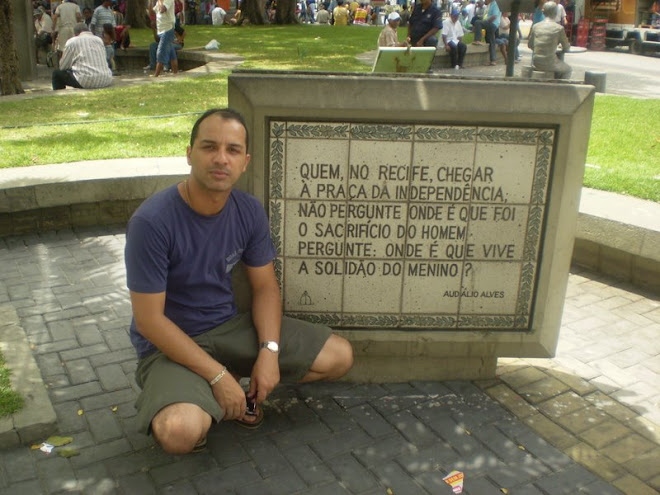 QUEM, NO RECIFE, CHEGAR
À PRAÇA DA INDEPENDÊNCIA,
NÃO PERGUNTE ONDE É QUE FOI
O SACRIFÍCIO DO HOMEM.
PERGUNTE: ONDE É QUE VIVE
A SOLIDÃO DO MENINO?
AUDÁLIO ALVES